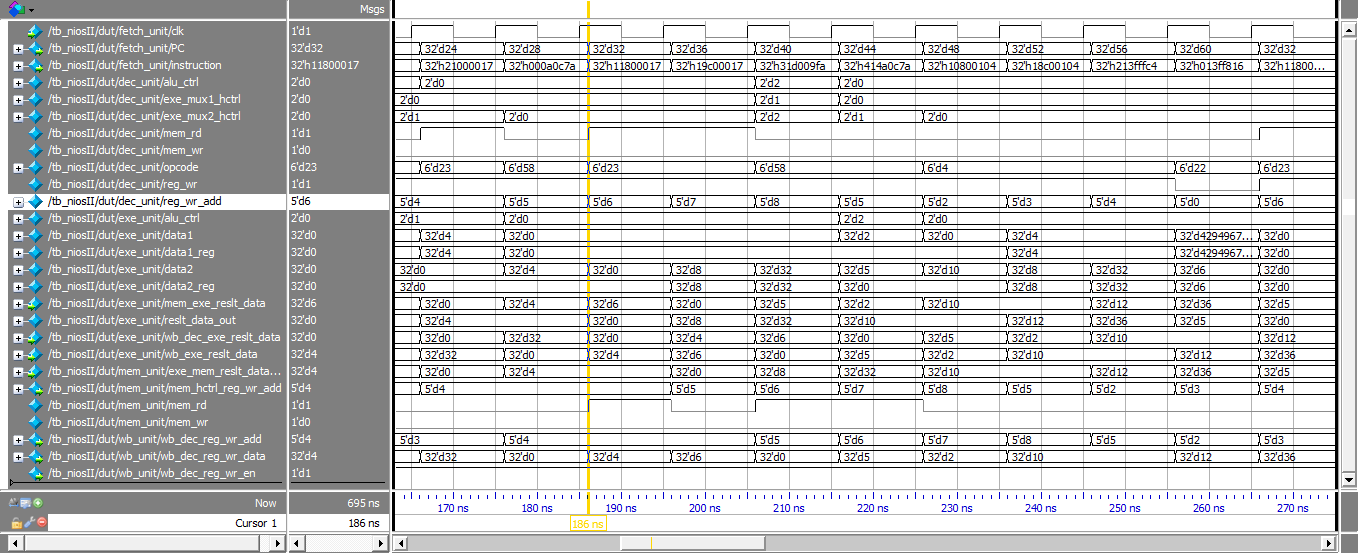 Msgs
/tb_niosII/dut/fetch_unit/clk 1'd1
/tb_niosII/dut/fetch_unit/PC 32'd32 32'd24 32'd28 32'd32 32'd36 32'd40 32'd44 32'd48 32'd52 32'd56 32'd60 32'd32
/tb_niosII/dut/fetch_unit/instruction 32'h11800017 32'h21000017 32'h000a0c7a 32'h11800017 32'h19c00017 32'h31d009fa 32'h414a0c7a 32'h10800104 32'h18c00104 32'h213fffc4 32'h013ff816 32'h11800...
/tb_niosII/dut/dec_unit/alu_ctrl 2'd0 2'd0 2'd2 2'd0
/tb_niosII/dut/dec_unit/exe_mux1_hctrl 2'd0 2'd0 2'd1 2'd0
/tb_niosII/dut/dec_unit/exe_mux2_hctrl 2'd0 2'd1 2'd0 2'd2 2'd1 2'd0
/tb_niosII/dut/dec_unit/mem_rd 1'd1
/tb_niosII/dut/dec_unit/mem_wr 1'd0
/tb_niosII/dut/dec_unit/opcode 6'd23 6'd23 6'd58 6'd23 6'd58 6'd4 6'd22 6'd23
/tb_niosII/dut/dec_unit/reg_wr 1'd1
/tb_niosII/dut/dec_unit/reg_wr_add 5'd6 5'd4 5'd5 5'd6 5'd7 5'd8 5'd5 5'd2 5'd3 5'd4 5'd0 5'd6
/tb_niosII/dut/exe_unit/alu_ctrl 2'd0 2'd1 2'd0 2'd2 2'd0
/tb_niosII/dut/exe_unit/data1 32'd0 32'd4 32'd0 32'd2 32'd0 32'd4 32'd4294967... 32'd0
/tb_niosII/dut/exe_unit/data1_reg 32'd0 32'd4 32'd0 32'd4 32'd4294967... 32'd0
/tb_niosII/dut/exe_unit/data2 32'd0 32'd0 32'd4 32'd0 32'd8 32'd32 32'd5 32'd10 32'd8 32'd32 32'd6 32'd0
/tb_niosII/dut/exe_unit/data2_reg 32'd0 32'd0 32'd8 32'd32 32'd0 32'd8 32'd32 32'd6 32'd0
/tb_niosII/dut/exe_unit/mem_exe_reslt_data 32'd6 32'd0 32'd4 32'd6 32'd0 32'd5 32'd2 32'd10 32'd12 32'd36 32'd5
/tb_niosII/dut/exe_unit/reslt_data_out 32'd0 32'd4 32'd0 32'd8 32'd32 32'd10 32'd12 32'd36 32'd5 32'd0
/tb_niosII/dut/exe_unit/wb_dec_exe_reslt_data 32'd0 32'd0 32'd32 32'd0 32'd4 32'd6 32'd0 32'd5 32'd2 32'd10 32'd12
/tb_niosII/dut/exe_unit/wb_exe_reslt_data 32'd4 32'd32 32'd0 32'd4 32'd6 32'd0 32'd5 32'd2 32'd10 32'd12 32'd36
/tb_niosII/dut/mem_unit/exe_mem_reslt_data... 32'd4 32'd0 32'd4 32'd0 32'd8 32'd32 32'd10 32'd12 32'd36 32'd5
/tb_niosII/dut/mem_unit/mem_hctrl_reg_wr_add 5'd4 5'd4 5'd5 5'd6 5'd7 5'd8 5'd5 5'd2 5'd3 5'd4
/tb_niosII/dut/mem_unit/mem_rd 1'd1
/tb_niosII/dut/mem_unit/mem_wr 1'd0
/tb_niosII/dut/wb_unit/wb_dec_reg_wr_add 5'd4 5'd3 5'd4 5'd5 5'd6 5'd7 5'd8 5'd5 5'd2 5'd3
/tb_niosII/dut/wb_unit/wb_dec_reg_wr_data 32'd4 32'd32 32'd0 32'd4 32'd6 32'd0 32'd5 32'd2 32'd10 32'd12 32'd36
/tb_niosII/dut/wb_unit/wb_dec_reg_wr_en 1'd1
Now 695 ns 170 ns 180 ns 190 ns 200 ns 210 ns 220 ns 230 ns 240 ns 250 ns 260 ns 270 ns
Cursor 1 186 ns 186 ns